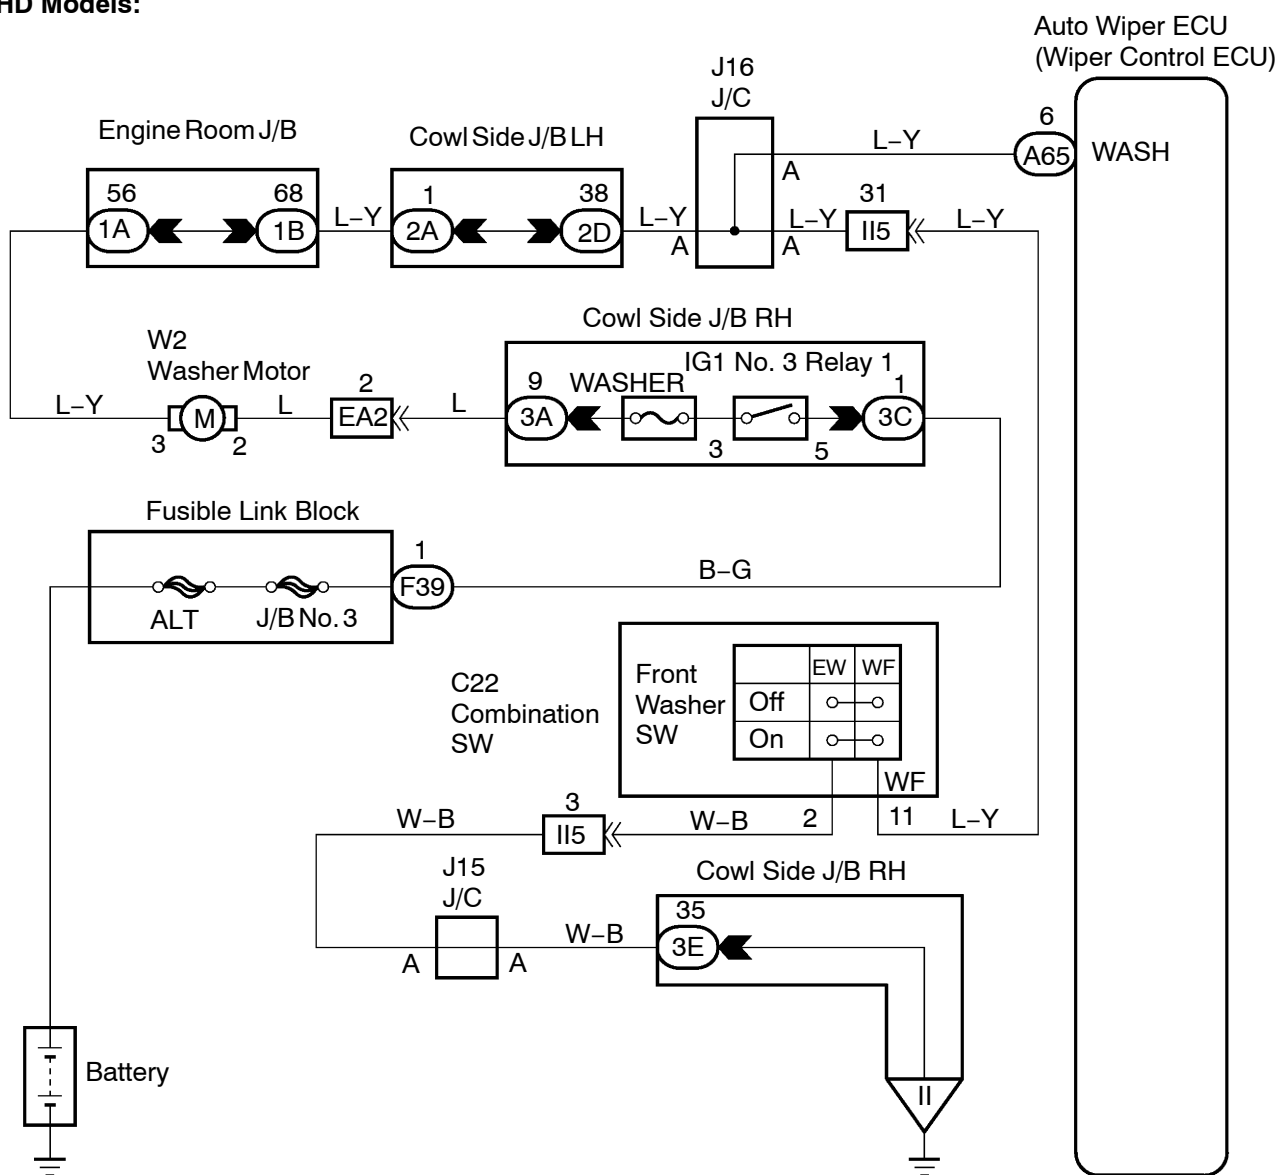 HD Models:
Auto Wiper ECU
(Wiper Control ECU)
J16
J/C
6
A65
WASH
Engine Room J/B
Cowl Side J/B LH
L–Y
A
56
68
1
38
31
1A
1B
L–Y
2A
2D
L–Y
A
L–Y
A
II5
L–Y
Cowl Side J/B RH
W2
Washer Motor
IG1 No. 3 Relay 1
9
WASHER
1
2
L–Y
M
L
EA2
L
3A
3C
3
2
3
5
Fusible Link Block
1
F39
B–G
ALT
J/B No. 3
C22
Combination
SW
Front
Washer
SW
EW
WF
Off
On
WF
2
11
L–Y
W–B
3
II5
W–B
J15
J/C
Cowl Side J/B RH
35
W–B
3E
A
A
Battery
II